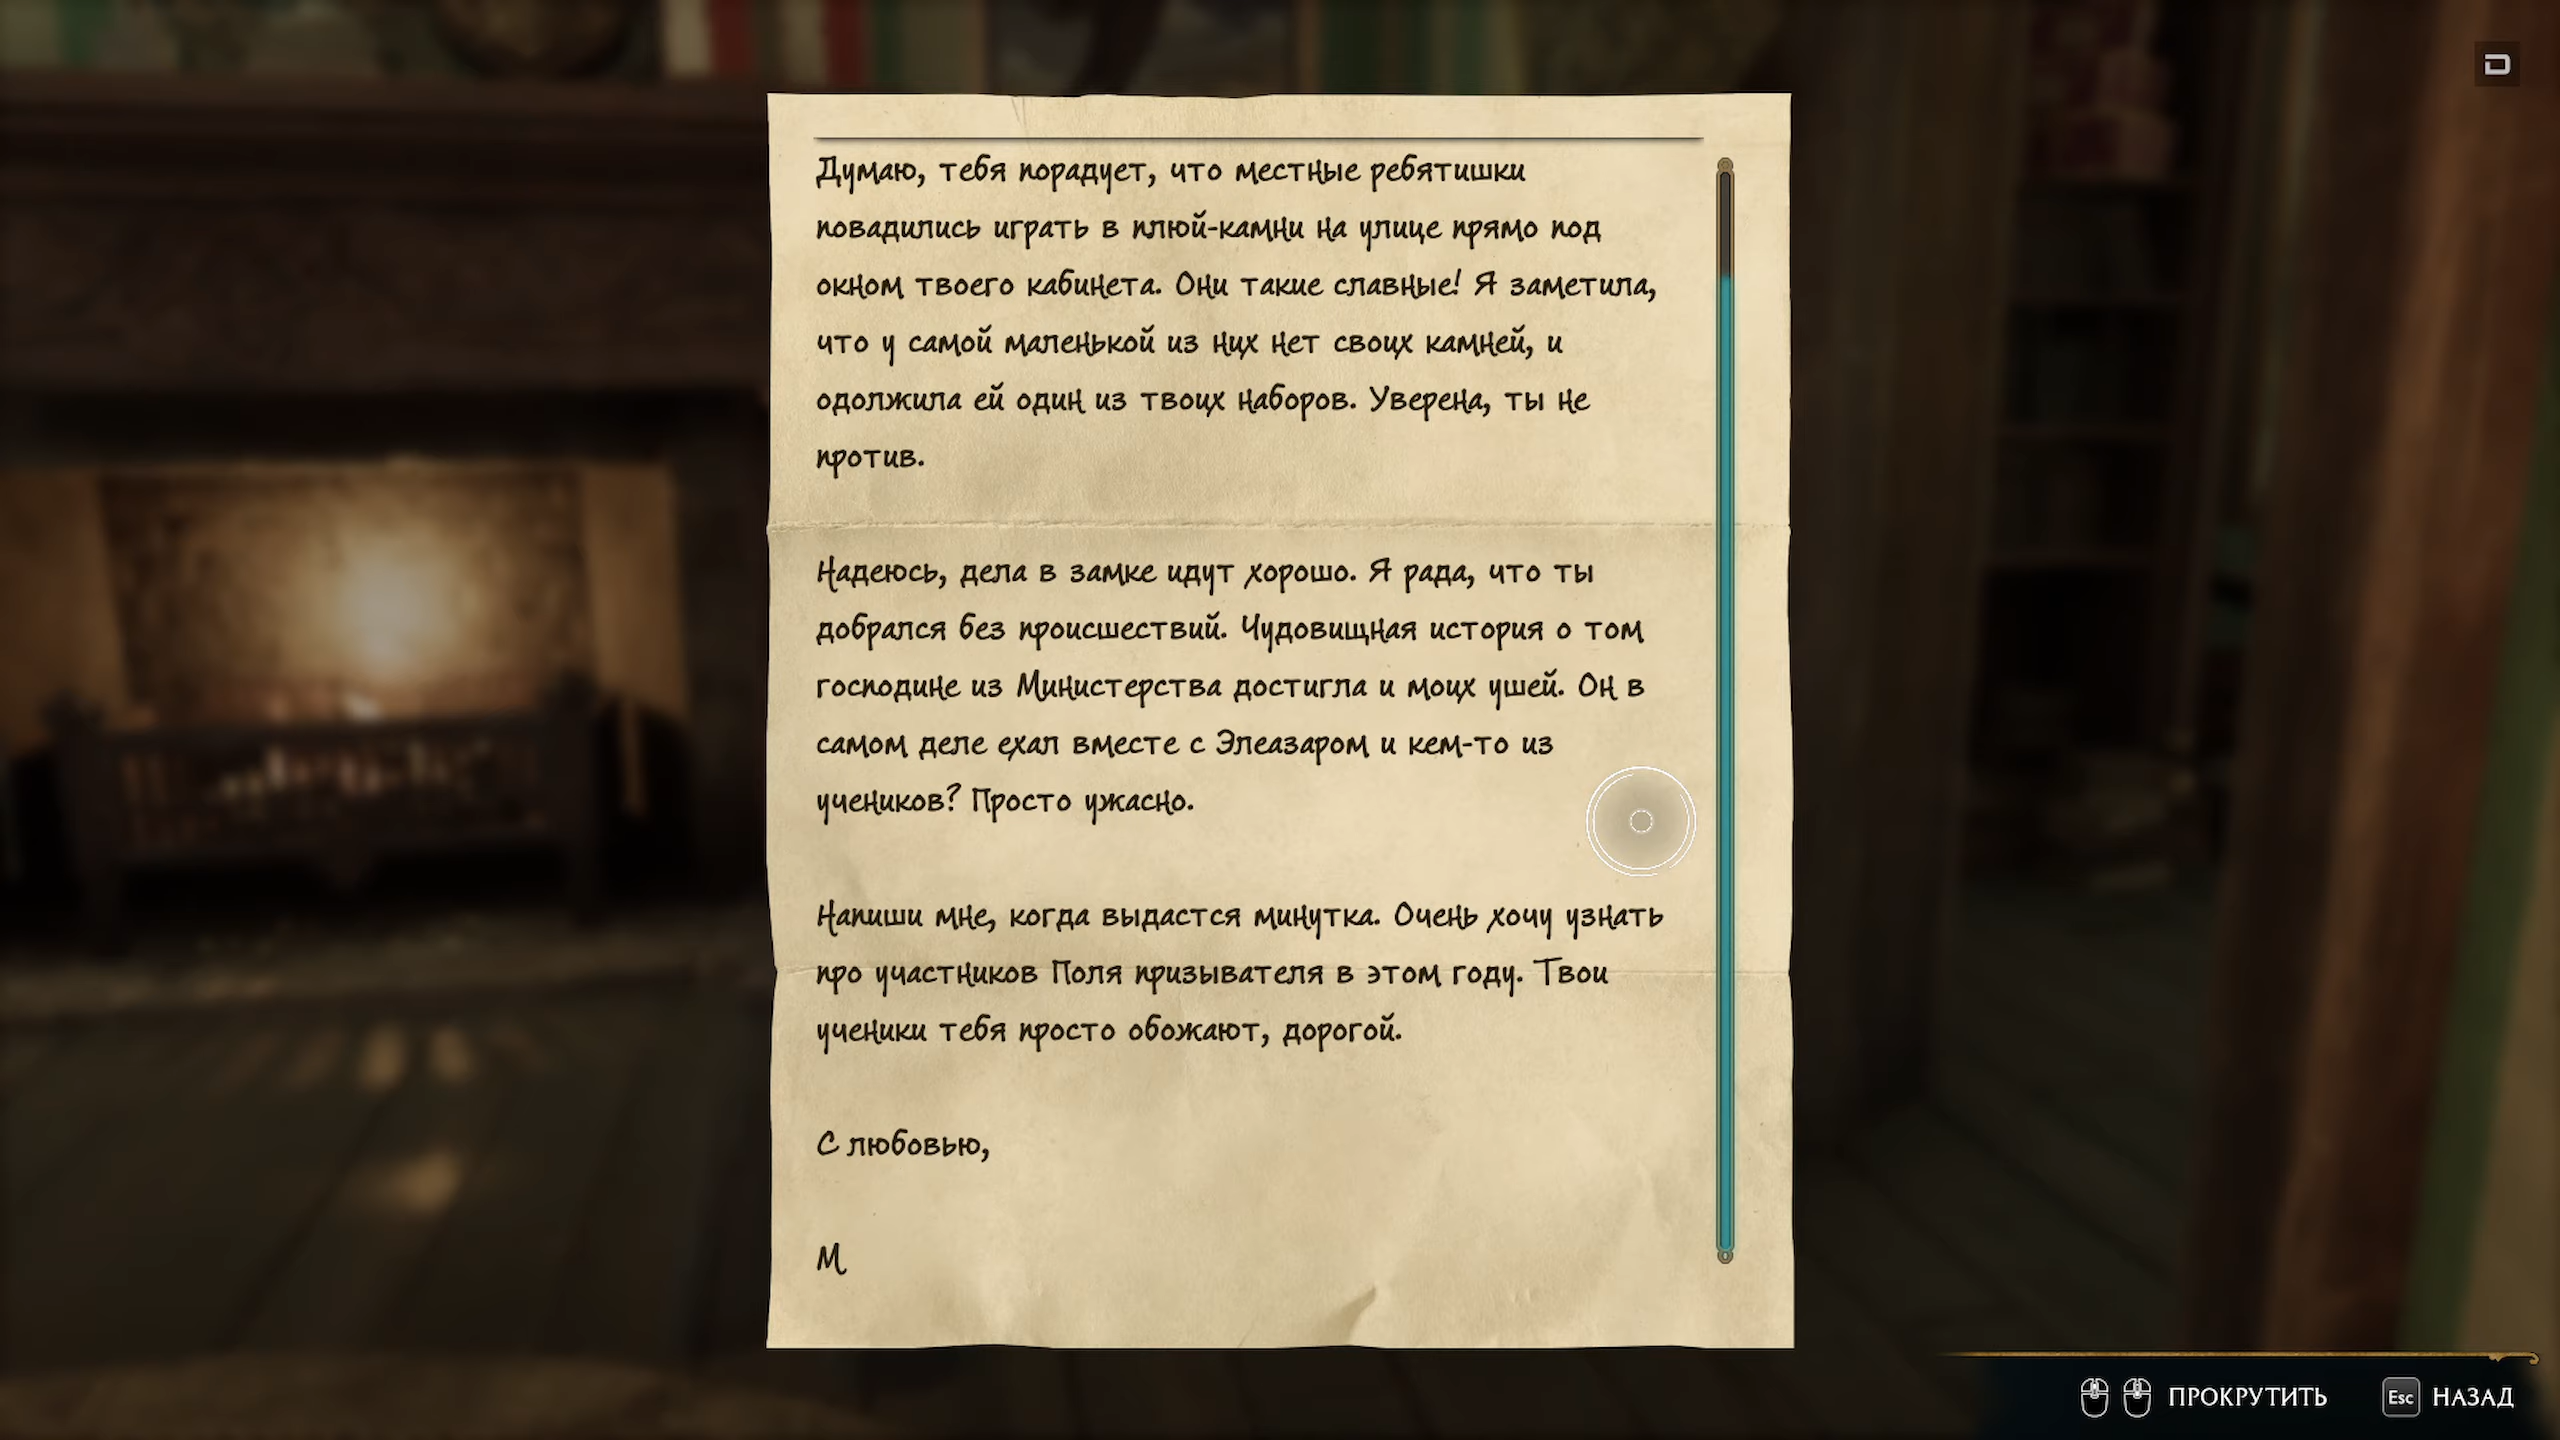 Думаю, тебя порадует, что местные ребятишки
повадились играть в плюй-камни на улице прямо под
окном твоего кабинета. Они такие славные! Я заметила,
что у самой маленькой из них нет своих камней, и
одолжила ей один из твоих наборов. Уверена, ты не
против.
Надеюсь, дела в замке идут хорошо. Я рада, что ты
добрался без происшествий. Чудовищная история о том
господине из Министерства достигла и моих ушей. Он в
самом деле ехал вместе с Элеазаром и кем-то из
учеников? Просто ужасно.
Напиши мне, когда выдастся минутка. Очень хочу узнать
про участников Поля призывателя в этом году. Твои
ученики тебя просто обожают, дорогой.
С любовью,
М
ПРОКРУТИТЬ
Esc НАЗАД